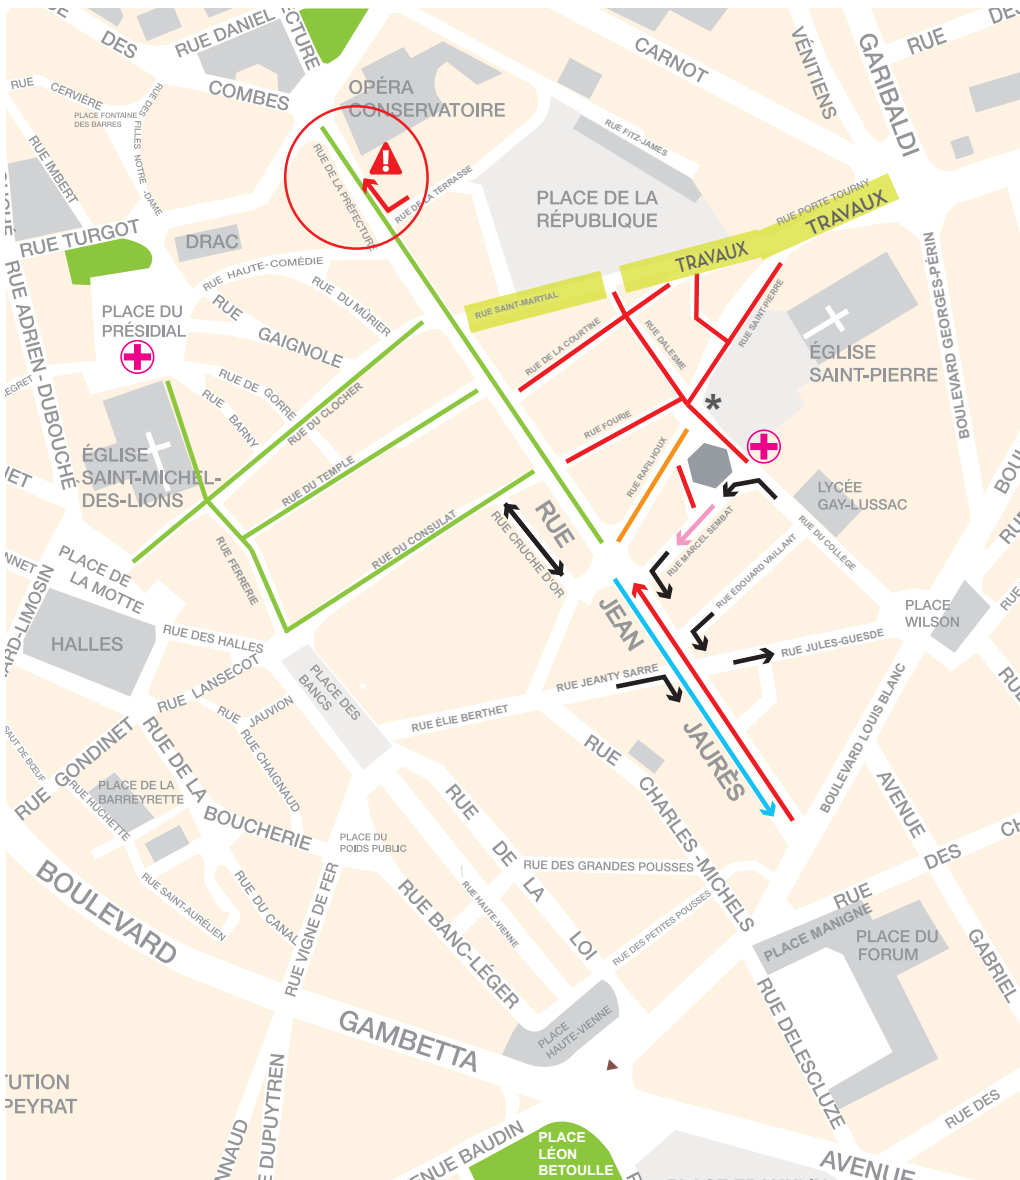 DES
RUE DANIEL
COMBES
OPÉRA
CONSERVATOIRE
CARNOT
VÉNITIENS
GARIBALDI
RUE
RUE
CERVIÈRE
PLACE FONTAINE
DES BARRES
RUE DES
FILLES NOTRE-DAME
RUE IMBERT
RUE FITZ-JAMES
RUE DE LA PRÉFECTURE
RUE DE LA TERRASSE
PLACE DE LA
RÉPUBLIQUE
RUE PORTE TOURNY
TRAVAUX
TRAVAUX
RUE TURGOT
DRAC
RUE HAUTE-COMÉDIE
RUE DU MÛRIER
RUE
GAIGNOLE
RUE ADRIEN-DUBOUCHÉ
PLACE DU
PRÉSIDIAL
RUE SAINT-MARTIAL
RUE DE LA COURTINE
RUE DALESME
RUE SAINT-PIERRE
BOULEVARD GEORGES-PÉRIN
ÉGLISE
SAINT-PIERRE
RUE DE GORRE
RUE BARNY
RUE DU CLOCHER
*
RUE FOURIE
RUE RAFILHOUX
ÉGLISE
SAINT-MICHEL-
DES-LIONS
RUE DU TEMPLE
RUE DU CONSULAT
RUE FERRERIE
RUE CRUCHE D'OR
RUE
JEAN
JAURÈS
LYCÉE
GAY-LUSSAC
RUE DU COLLÈGE
RUE MARCEL SEMBAT
RUE ÉDOUARD VAILLANT
PLACE DE
LA MOTTE
HALLES
RUE DES HALLES
PLACE
WILSON
RUE JULES-GUESDE
RUE JEANTY SARRE
RUE ÉLIE BERTHET
PLACE DES
BANCS
RUE LANSECOT
RUE JAUVION
RUE CHAIGNAUD
RUE GONDINET
RUE DE LA
BOUCHERIE
PLACE DE LA
BARREYRETTE
RUE HUCHETTE
BOULEVARD LOUIS BLANC
AVENUE
GABRIEL
RUE
CHARLES-MICHELS
RUE
DE
LA
LOI
PLACE DU
POIDS PUBLIC
RUE DES GRANDES POUSSES
RUE
DES
RUE HAUTE-VIENNE
RUE DES PETITES POUSSES
RUE SAINT-AURÉLIEN
RUE DU CANAL
RUE VIGNE DE FER
RUE BANC-LÉGER
BOULEVARD
GAMBETTA
PLACE MANIGNE
PLACE DU
FORUM
PLACE
HAUTE-VIENNE
RUE DELESCLUZE
RUE DES
TUTION
PEYRAT
NNAUD
DUPUYTREN
ENUE BAUDIN
PLACE
LÉON
BETOULLE
AVENUE